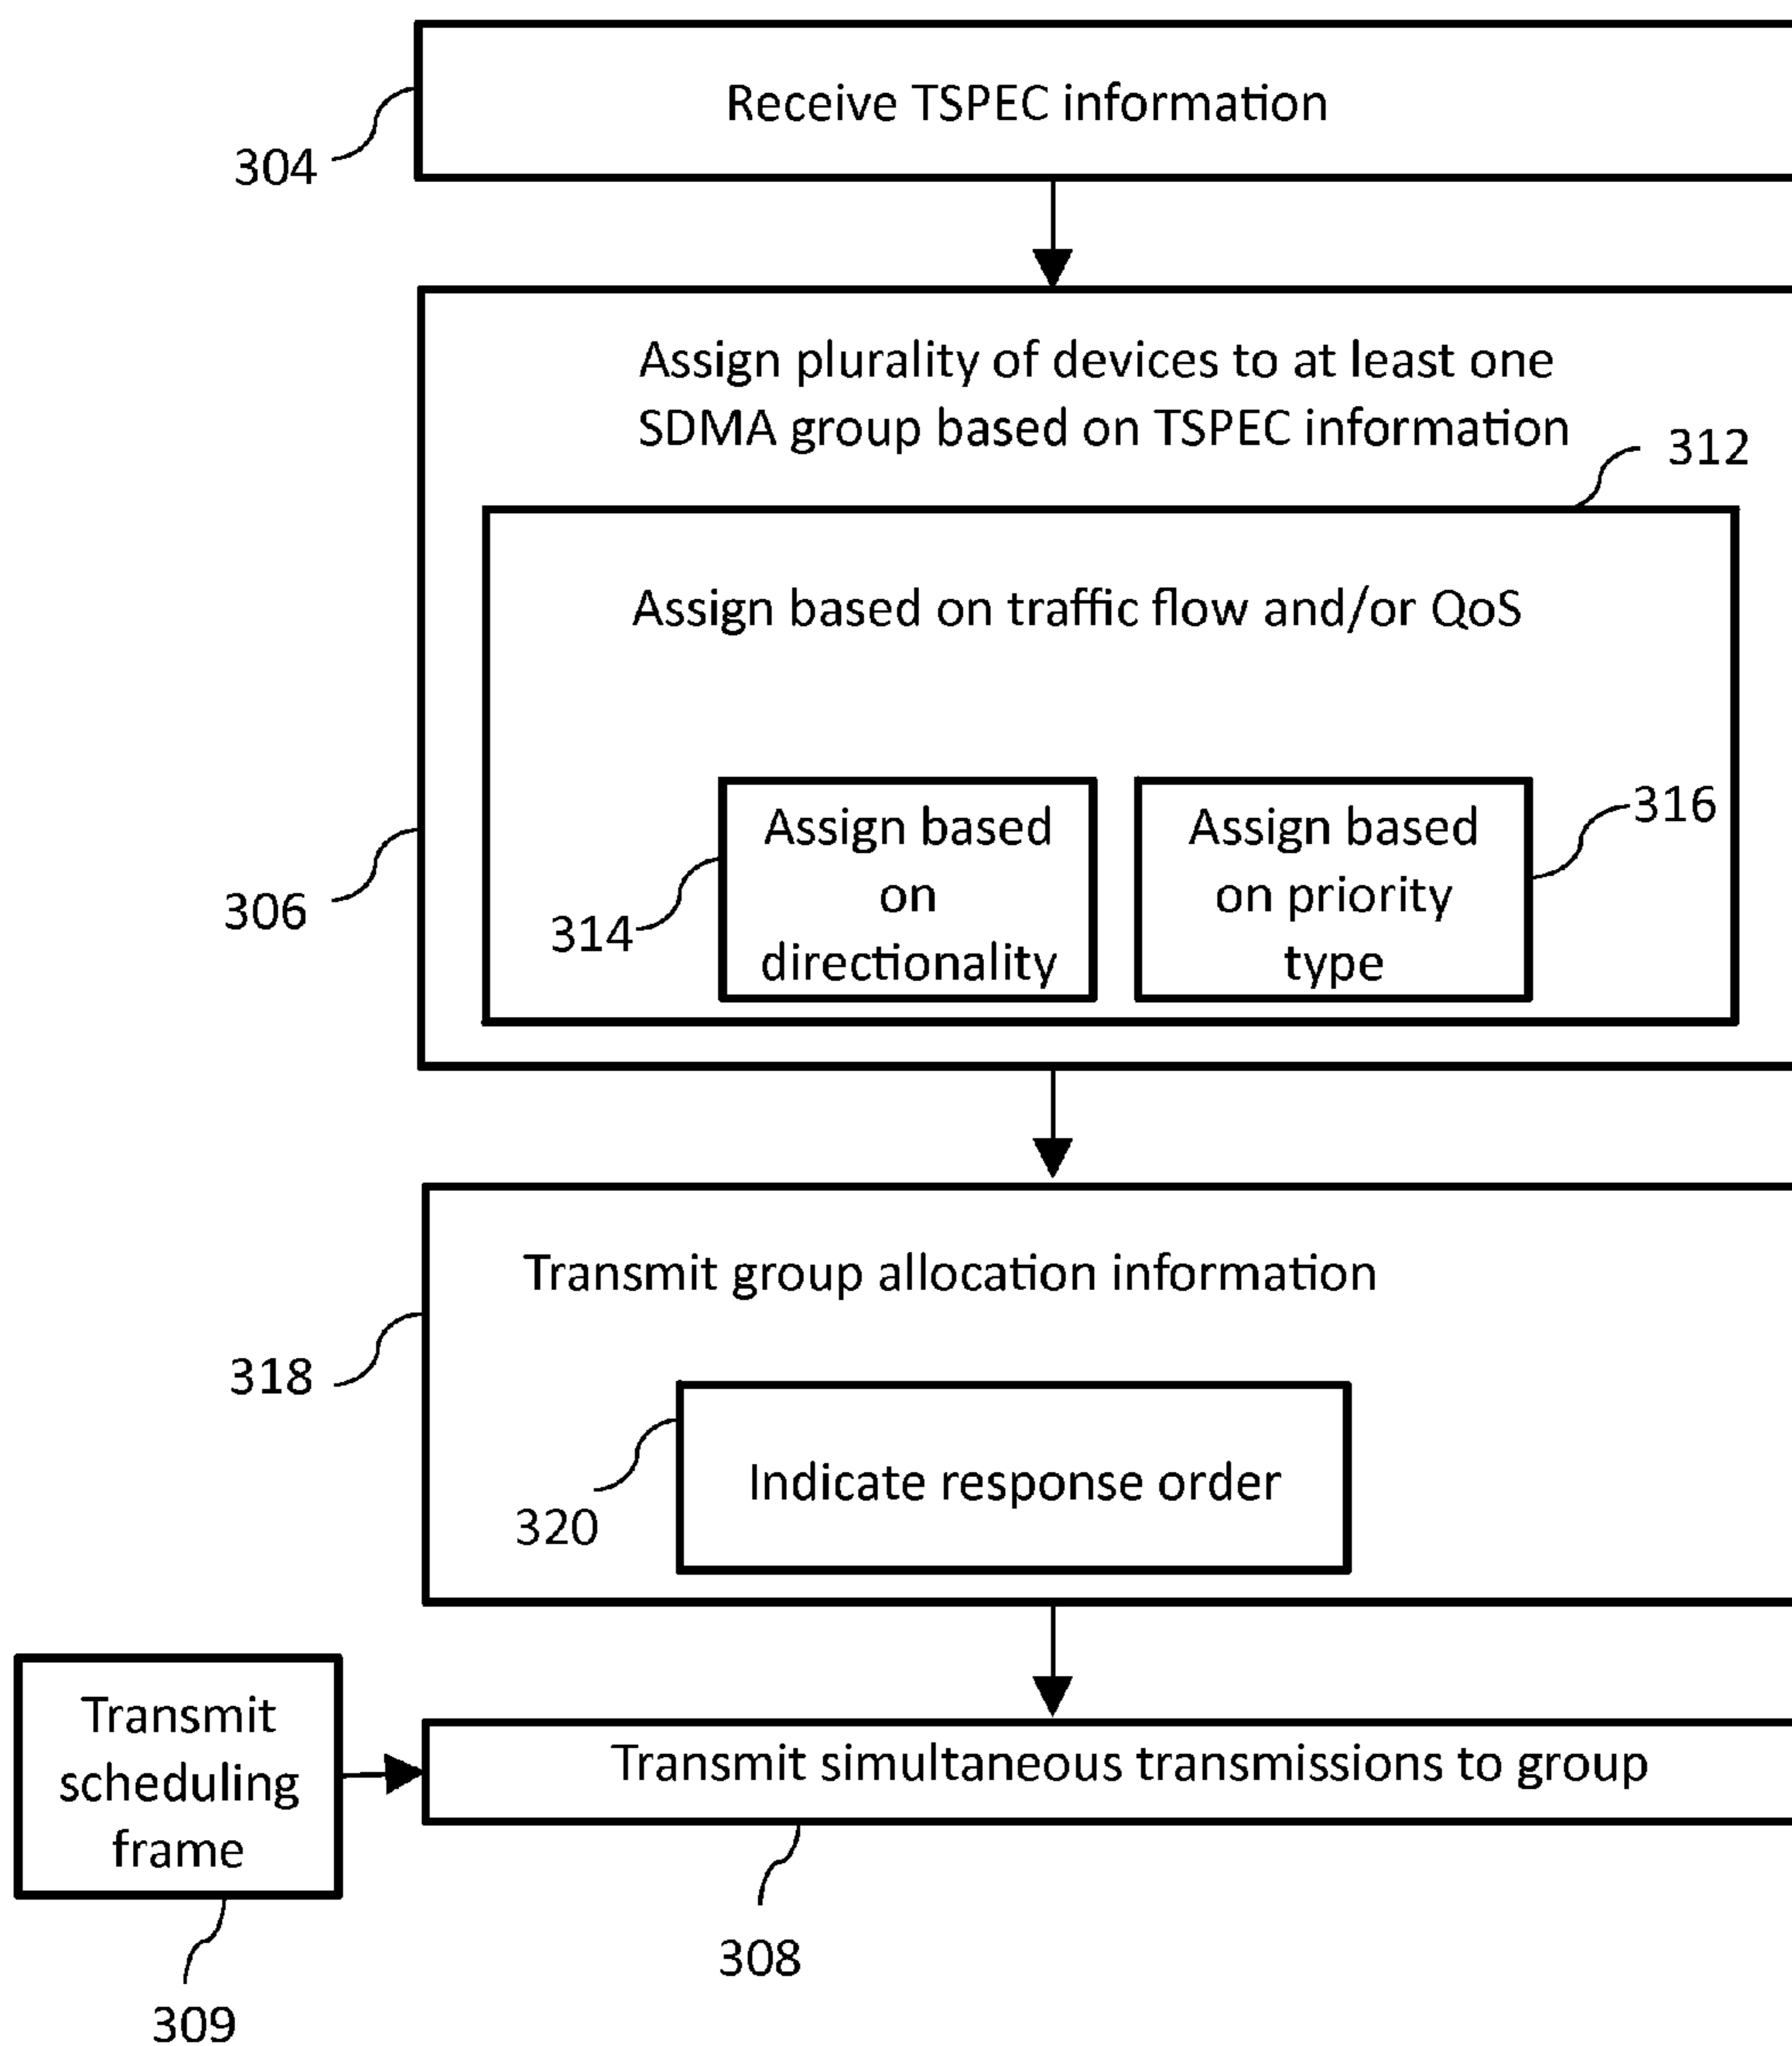 Receive TSPEC information
304
Assign plurality of devices to at least one
SDMA group based on TSPEC information
312
Assign based on traffic flow and/or QoS
Assign based
on
directionality
Assign based
on priority
type
316
314
306
Transmit group allocation information
318
Indicate response order
320
Transmit
scheduling
frame
Transmit simultaneous transmissions to group
308
309